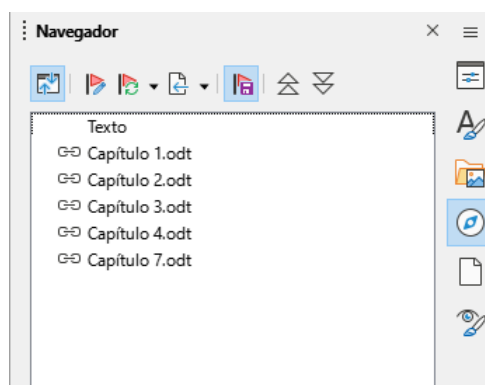 Navegador
Texto
Capítulo 1.odt
Capítulo 2.odt
Capítulo 3.odt
Capítulo 4.odt
Capítulo 7.odt